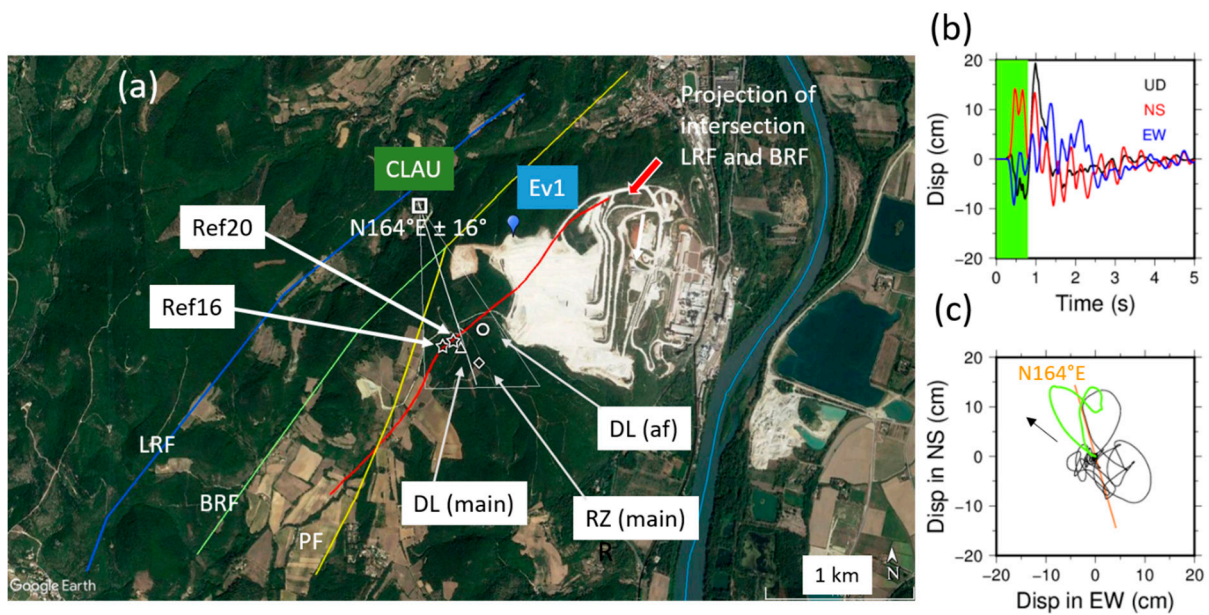 (a)
Projection of
intersection
LRF and BRF
CLAU
Ev1
N164°E ± 16°
Ref20
Ref16
LRF
BRF
PF
DL (af)
DL (main)
RZ (main)
R
1 km
N
Google Earth
(b)
Disp (cm)
20
10
0
−10
−20
UD
NS
EW
0 1 2 3 4 5
Time (s)
(c)
Disp in NS (cm)
20
10
0
−10
−20
N164°E
−20 −10 0 10 20
Disp in EW (cm)